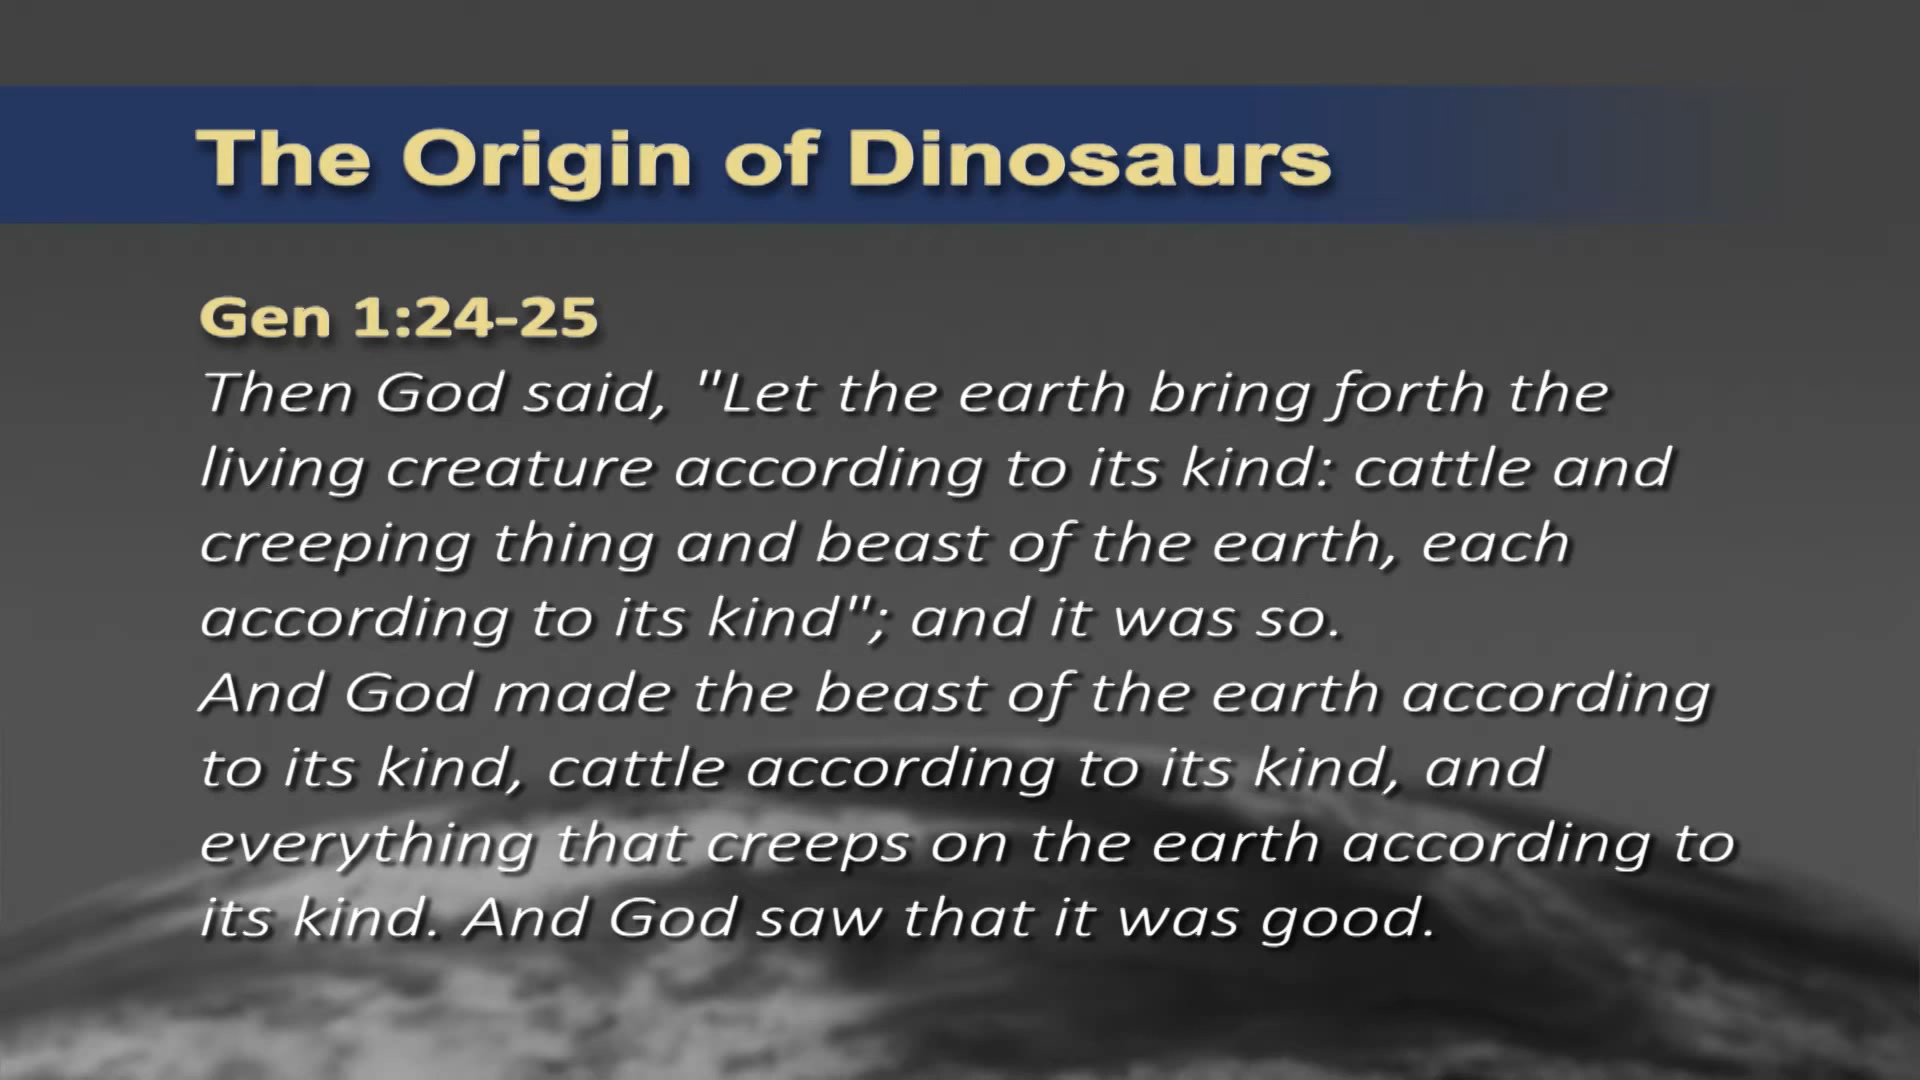 The Origin of Dinosaurs
Gen 1:24-25
Then God said, "Let the earth bring forth the
living creature according to its kind: cattle and
creeping thing and beast of the earth, each
according to its kind"; and it was so.
And God made the beast of the earth according
to its kind, cattle according to its kind, and
everything that creeps on the earth according to
its kind. And God saw that it was good.